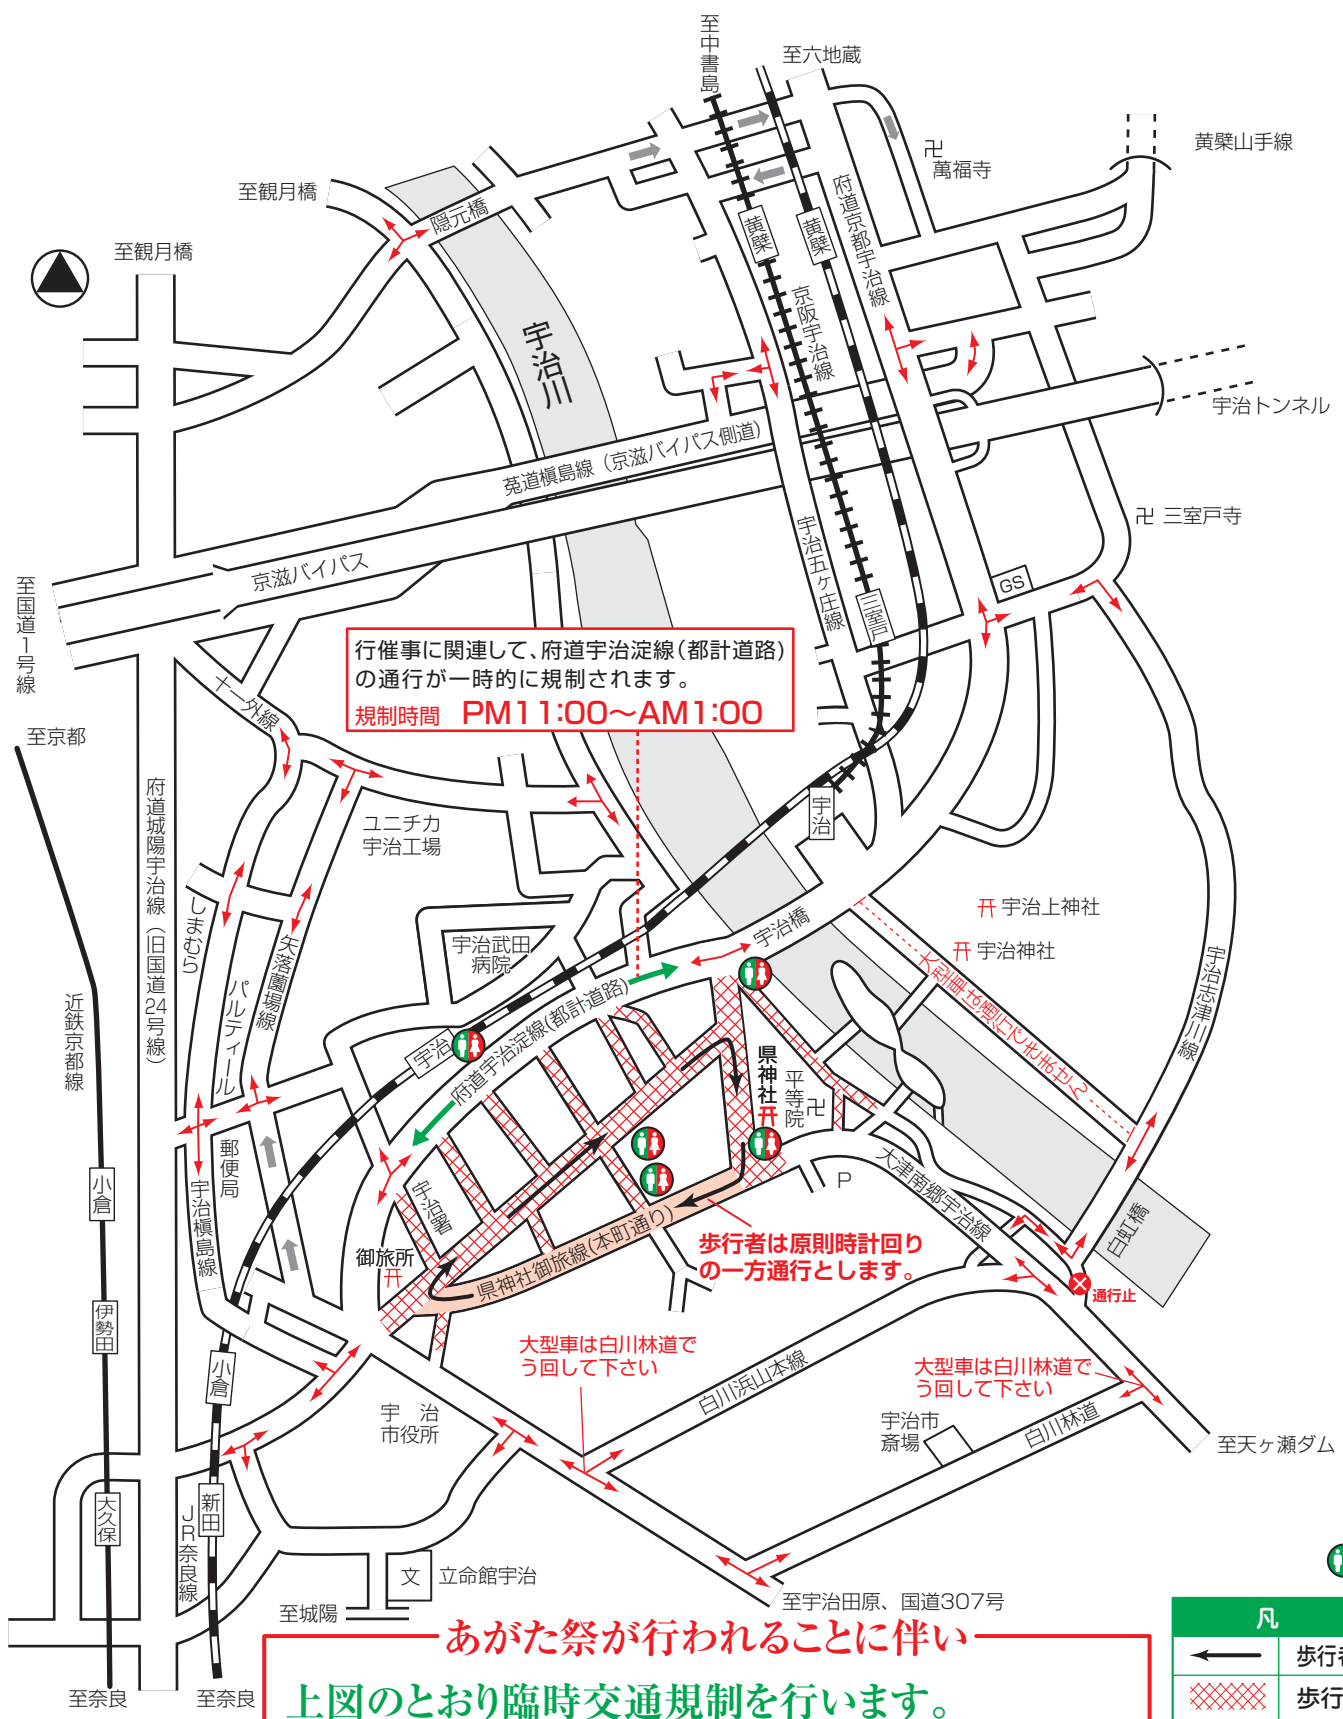 至中書島
至六地蔵
黄檗山手線
卍
萬福寺
至観月橋
隠元橋
黄檗
黄檗
府道京都宇治線
至観月橋
宇治川
京阪宇治線
宇治トンネル
菟道槇島線（京滋バイパス側道）
卍 三室戸寺
宇治五ケ庄線
京滋バイパス
GS
至国道1号線
三室戸
行催事に関連して、府道宇治淀線（都計道路）
の通行が一時的に規制されます。
規制時間 PM11:00〜AM1:00
十一外線
至京都
府道城陽宇治線（旧国道24号線）
ユニチカ
宇治工場
宇治
しまむら
矢落薗場線
宇治武田
病院
宇治橋
宇治上神社
宇治神社
大型車は通行できません
宇治志津川線
近鉄京都線
パルティール
宇治
府道宇治淀線（都計道路）
県神社
平等院
卍
郵便局
小倉
宇治槇島線
宇治署
御旅所
P
大津南郷宇治線
白虹橋
県神社御旅線（本町通り）
歩行者は原則時計回り
の一方通行とします。
通行止
伊勢田
小倉
大型車は白川林道で
う回して下さい
白川浜山本線
大型車は白川林道で
う回して下さい
宇治
市役所
宇治市
斎場
白川林道
至天ヶ瀬ダム
大久保
新田
JR奈良線
文
立命館宇治
至城陽
至宇治田原、国道307号
至奈良
至奈良
あがた祭が行われることに伴い
上図のとおり臨時交通規制を行います。
凡
歩行者
歩行